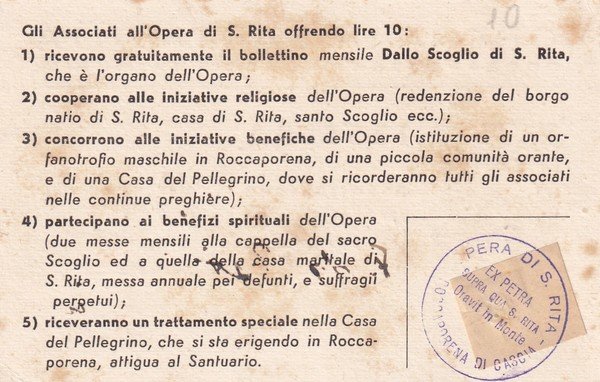 10
Gli Associati all'Opera di S. Rita offrendo lire 10:
1) ricevono gratuitamente il bollettino mensile Dallo Scoglio di S. Rita,
che è l'organo dell'Opera;
2) cooperano alle iniziative religiose dell'Opera (redenzione del borgo
natio di S. Rita, casa di S. Rita, santo Scoglio ecc.);
3) concorrono alle iniziative benefiche dell'Opera (istituzione di un or-
fanotrofio maschile in Roccaporena, di una piccola comunità orante,
e di una Casa del Pellegrino, dove si ricorderanno tutti gli associati
nelle continue preghière);
4) partecipano ai benefizi spirituali dell'Opera
(due messe mensili alla cappella del sacro
Scoglio ed a quella della casa maritale di
S. Rita, messa annuale pei defunti, e suffragii
perpetui);
5) riceveranno un trattamento speciale nella Casa
del Pellegrino, che si sta erigendo in Rocca-
porena, attigua al Santuario.
PERA DI S. RITA -
PORENA DI CASCIA
EX PETRA
SUPRA QUA S. RITA
Oravit in Monte